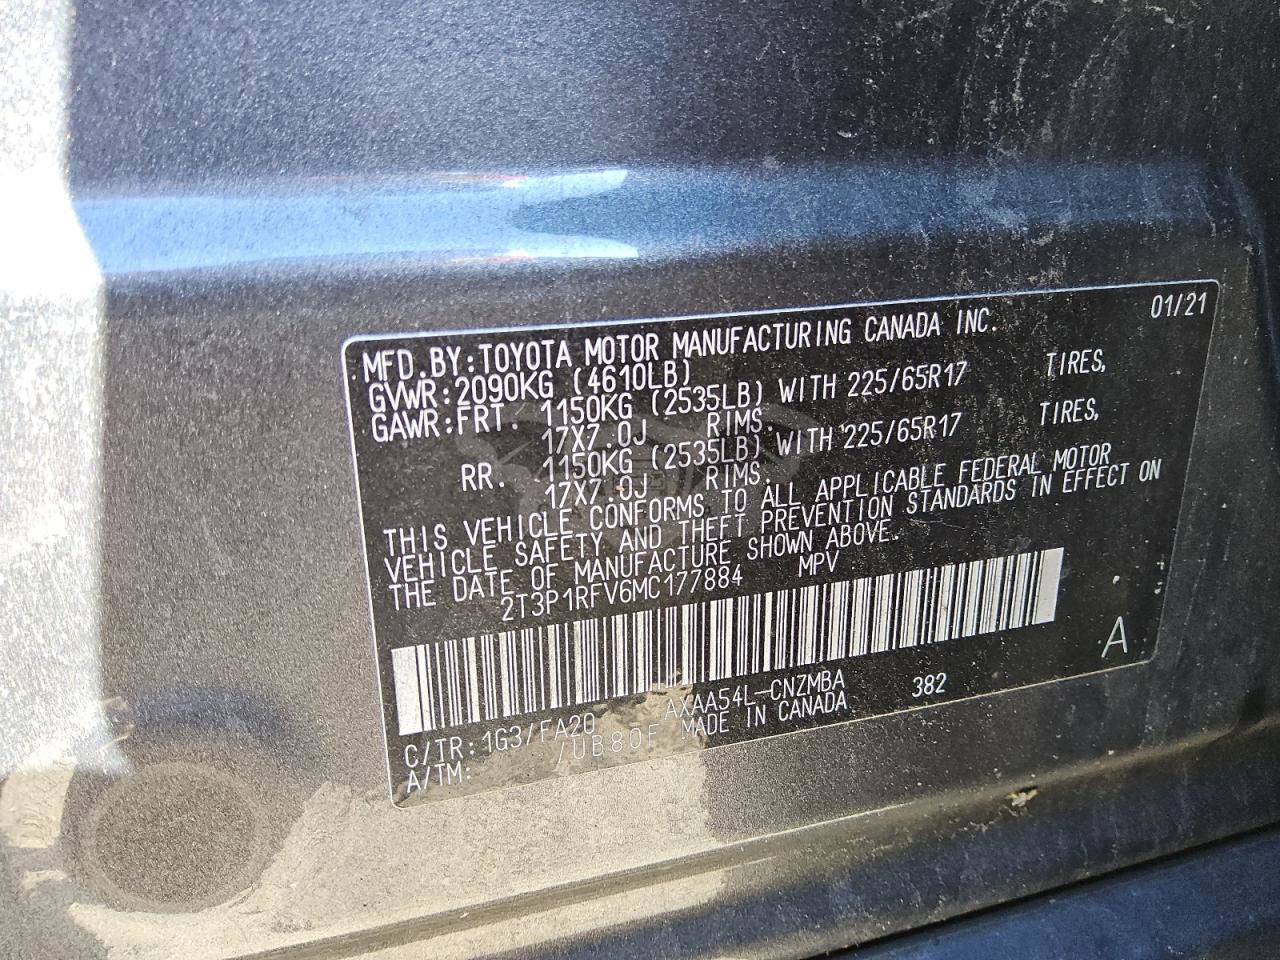 01/21
MFD.BY:TOYOTA MOTOR MANUFACTURING CANADA INC.
GVWR:2090KG (4610LB)
GAWR:FRT. 1150KG (2535LB) WITH 225/65R17 TIRES,
17X7.0J RIMS.
RR. 1150KG (2535LB) WITH 225/65R17 TIRES,
17X7.0J RIMS.
THIS VEHICLE CONFORMS TO ALL APPLICABLE FEDERAL MOTOR
VEHICLE SAFETY AND THEFT PREVENTION STANDARDS IN EFFECT ON
THE DATE OF MANUFACTURE SHOWN ABOVE.
2T3P1RFV6MC177884 MPV
A
C/TR:1G3/FA20 AXAA54L-CNZMBA 382
A/TM: /UB80F MADE IN CANADA